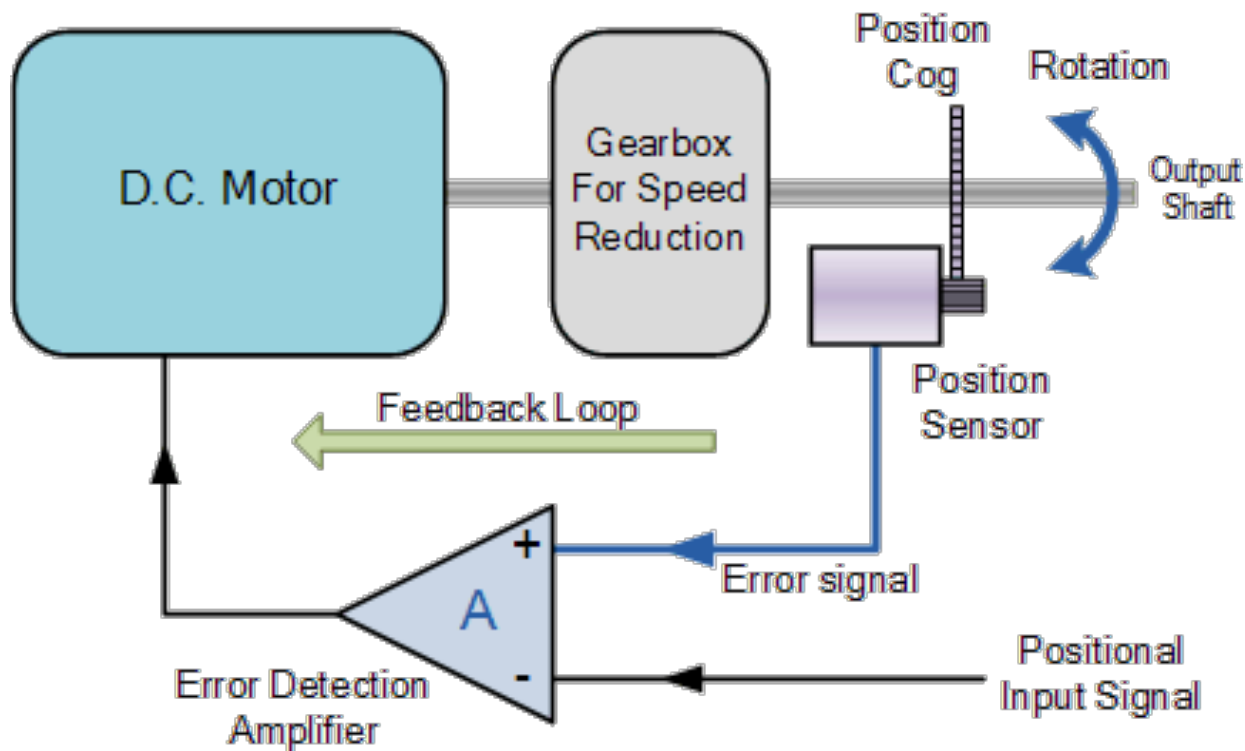 Position
Cog
Rotation
D.C. Motor
Gearbox
For Speed
Reduction
Output
Shaft
Position
Sensor
Feedback Loop
+
A
-
Error signal
Error Detection
Amplifier
Positional
Input Signal